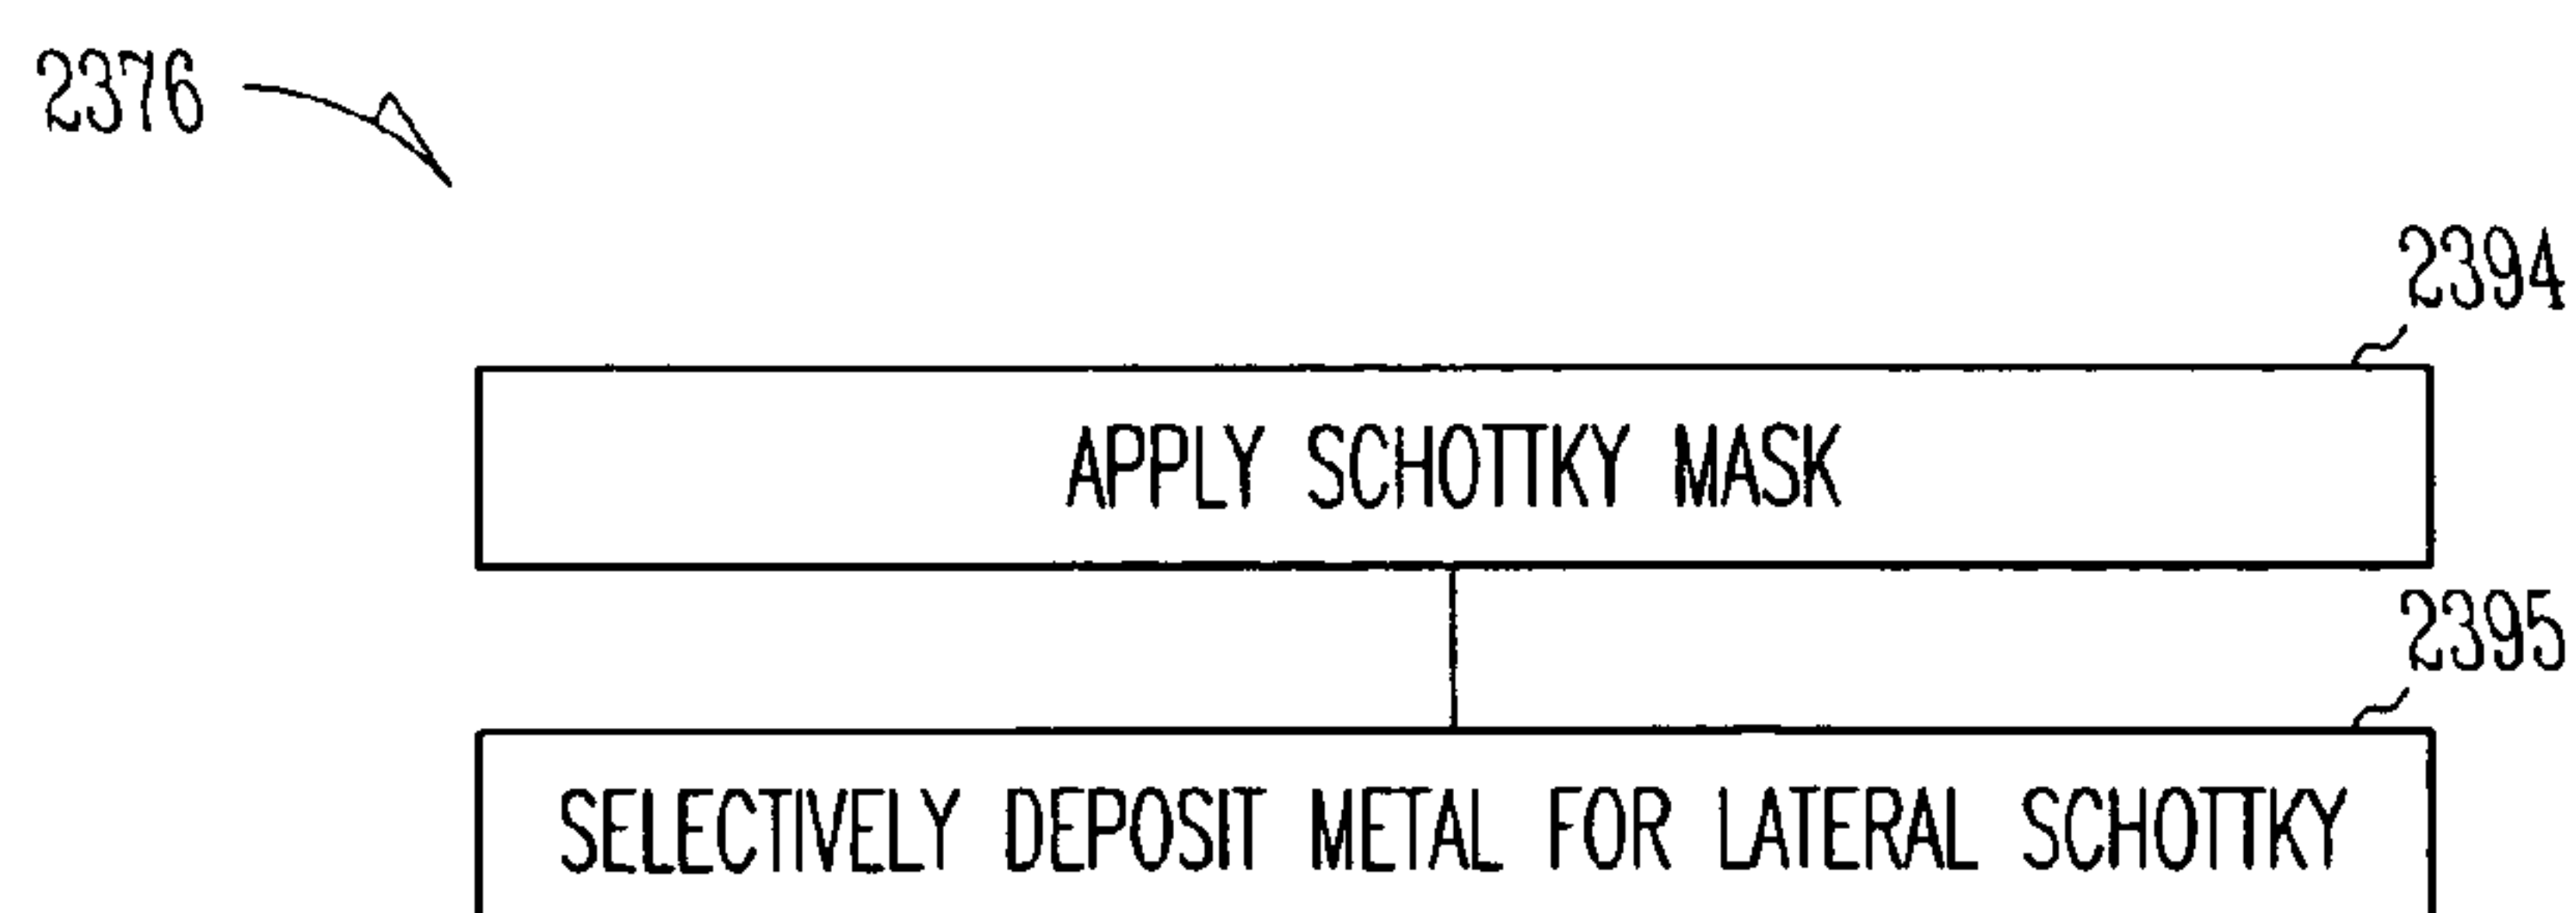 2376
2394
APPLY SCHOTTKY MASK
2395
SELECTIVELY DEPOSIT METAL FOR LATERAL SCHOTTKY